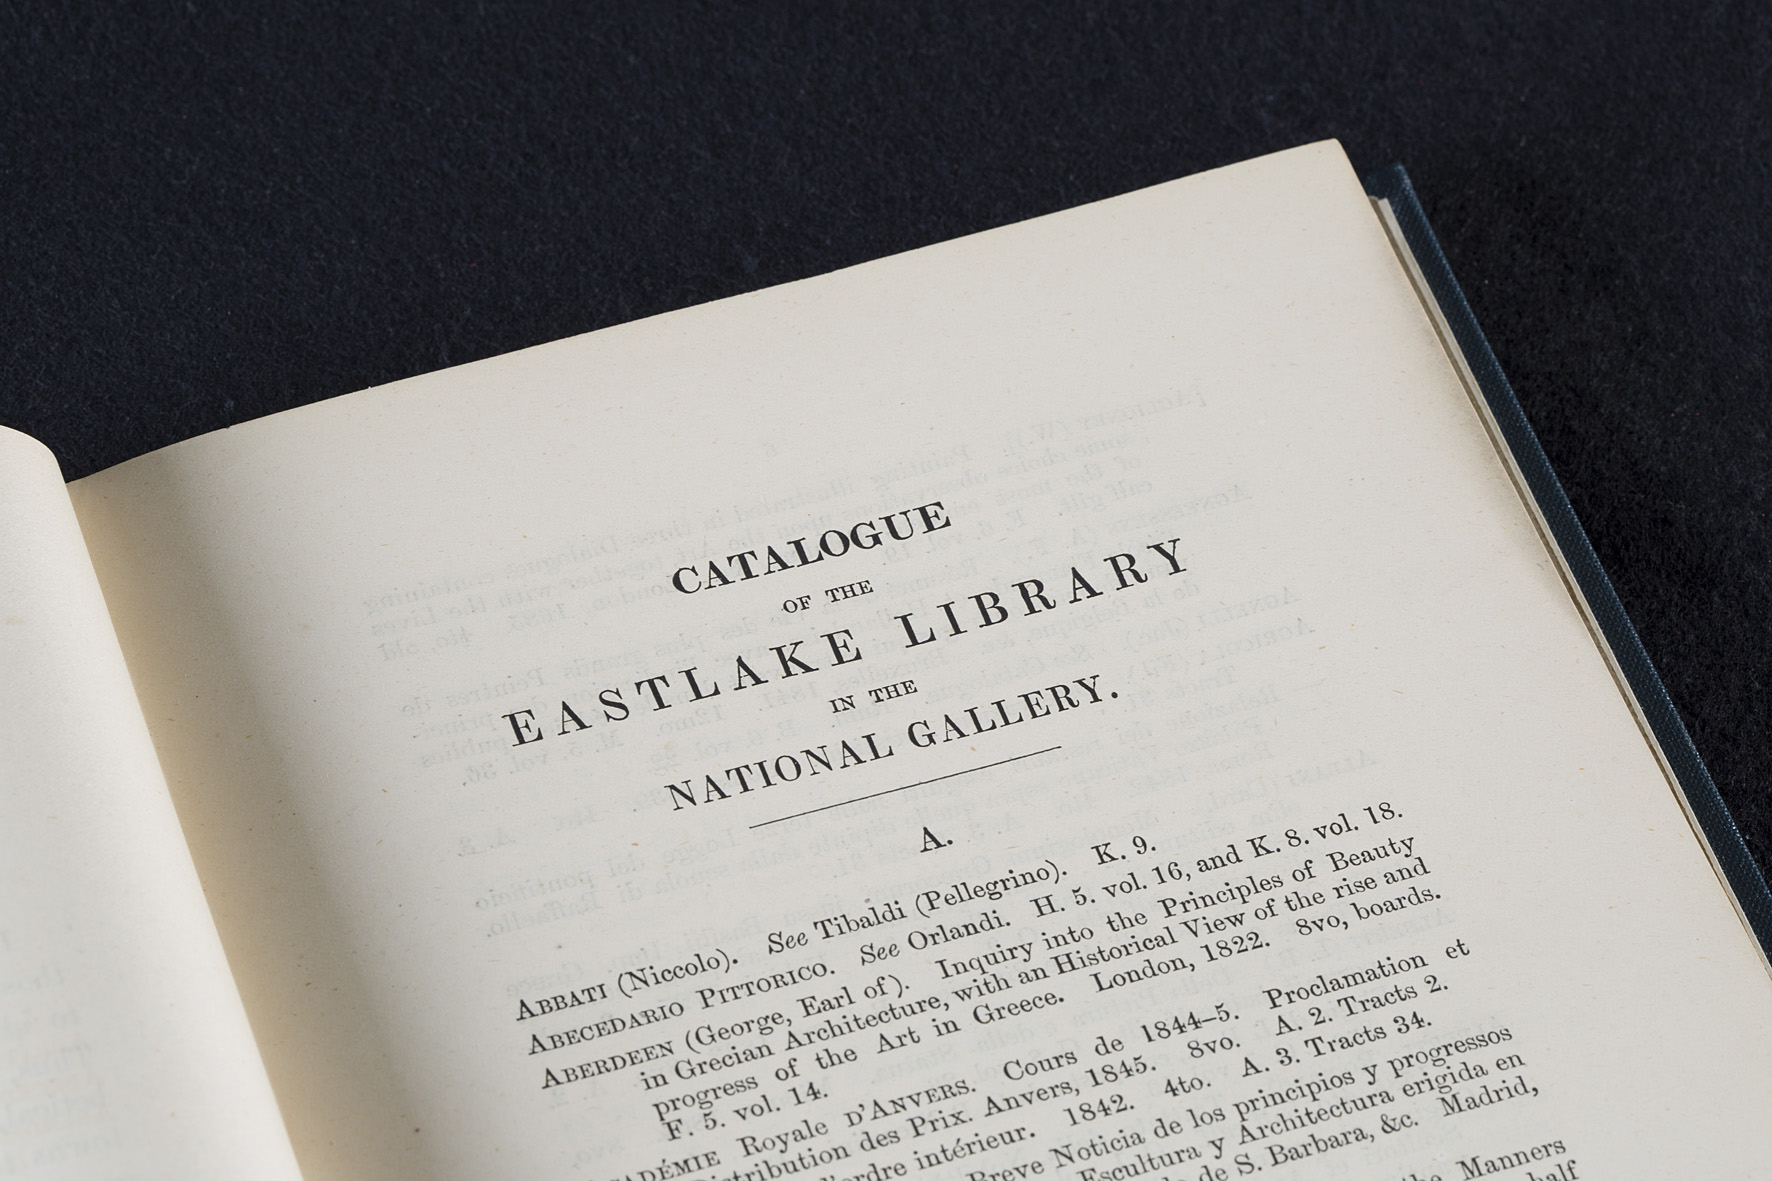 CATALOGUE
OF THE
EASTLAKE LIBRARY
IN THE
NATIONAL GALLERY.
A.
ABBATI (Niccolo). See Tibaldi (Pellegrino). K. 9.
ABECEDARIO PITTORICO. See Orlandi. H. 5. vol. 16, and K. 8. vol. 18.
ABERDEEN (George, Earl of). Inquiry into the Principles of Beauty
in Grecian Architecture, with an Historical View of the rise and
progress of the Art in Greece. London, 1822. 8vo, boards.
F. 5. vol. 14.
Royale D'ANVERS. Cours de 1844–5. Proclamation et
des Prix. Anvers, 1845. 8vo. A. 2. Tracts 2.
intérieur. 1842. 4to. A. 3. Tracts 34.
Breve Noticia de los principios y progressos
Escultura y Architectura erigida en
de S. Barbara, &c. Madrid,
the Manners
half